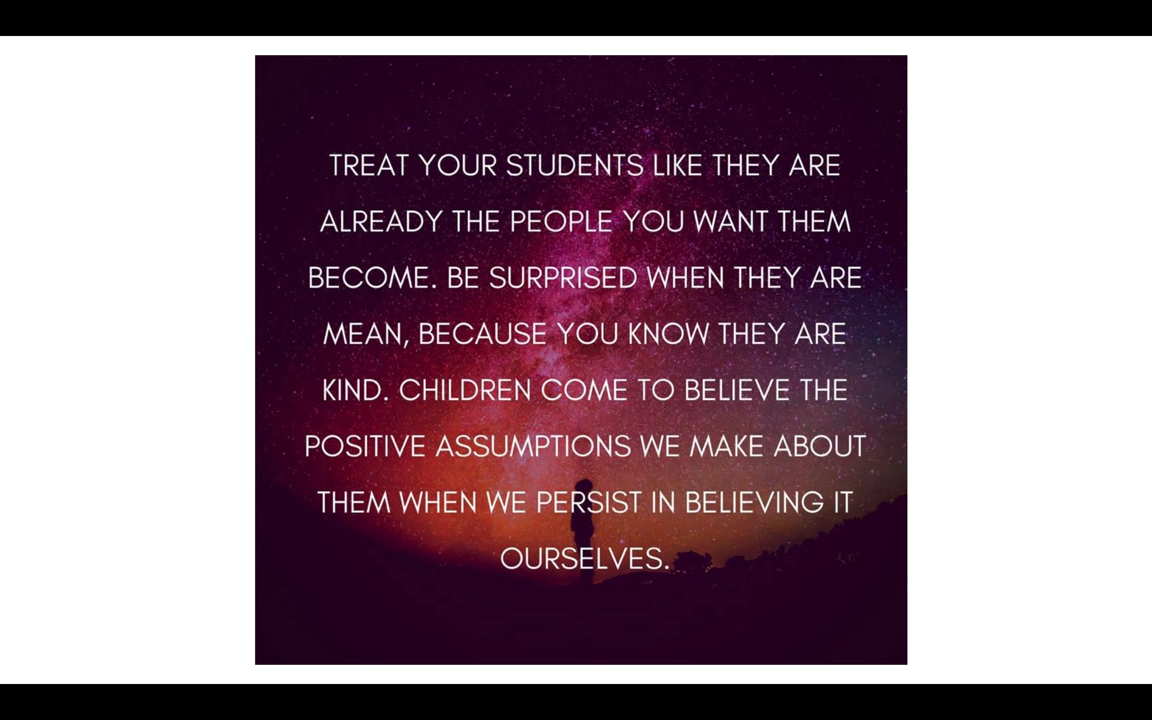 TREAT YOUR STUDENTS LIKE THEY ARE
ALREADY THE PEOPLE YOU WANT THEM
BECOME. BE SURPRISED WHEN THEY ARE
MEAN, BECAUSE YOU KNOW THEY ARE
KIND. CHILDREN COME TO BELIEVE THE
POSITIVE ASSUMPTIONS WE MAKE ABOUT
THEM WHEN WE PERSIST IN BELIEVING IT
OURSELVES.